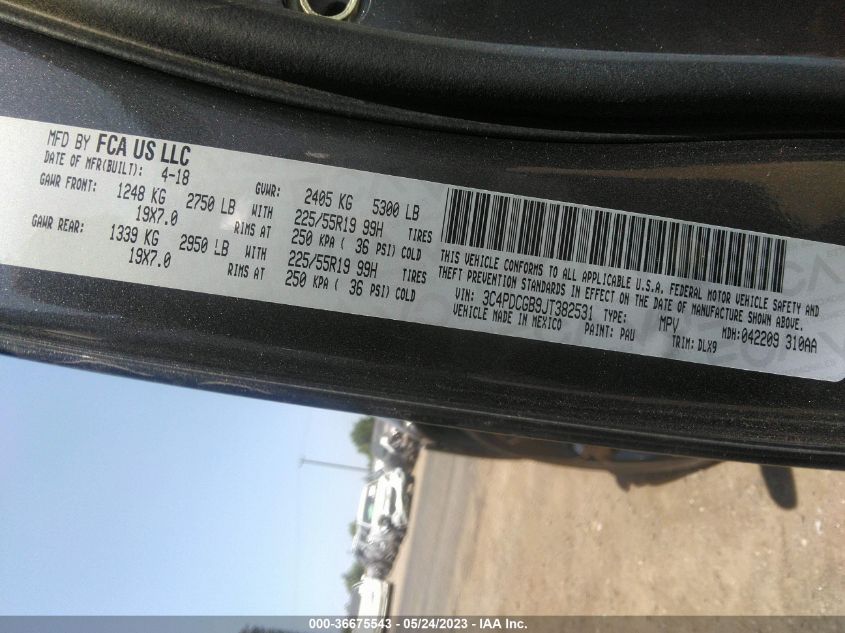 MFD BY FCA US LLC
DATE OF MFR(BUILT): 4-18
GVWR: 2405 KG 5300 LB
GAWR FRONT: 1248 KG 2750 LB WITH 225/55R19 99H TIRES
19X7.0 RIMS AT 250 KPA ( 36 PSI) COLD
GAWR REAR: 1339 KG 2950 LB WITH 225/55R19 99H TIRES
19X7.0 RIMS AT 250 KPA ( 36 PSI) COLD
THIS VEHICLE CONFORMS TO ALL APPLICABLE U.S.A. FEDERAL MOTOR VEHICLE SAFETY AND
THEFT PREVENTION STANDARDS IN EFFECT ON THE DATE OF MANUFACTURE SHOWN ABOVE.
VIN: 3C4PDCGB9JT382531 TYPE: MPV MDH:042209 310AA
VEHICLE MADE IN MEXICO PAINT: PAU TRIM: DLX9
000-36675543 - 05/24/2023 - IAA Inc.